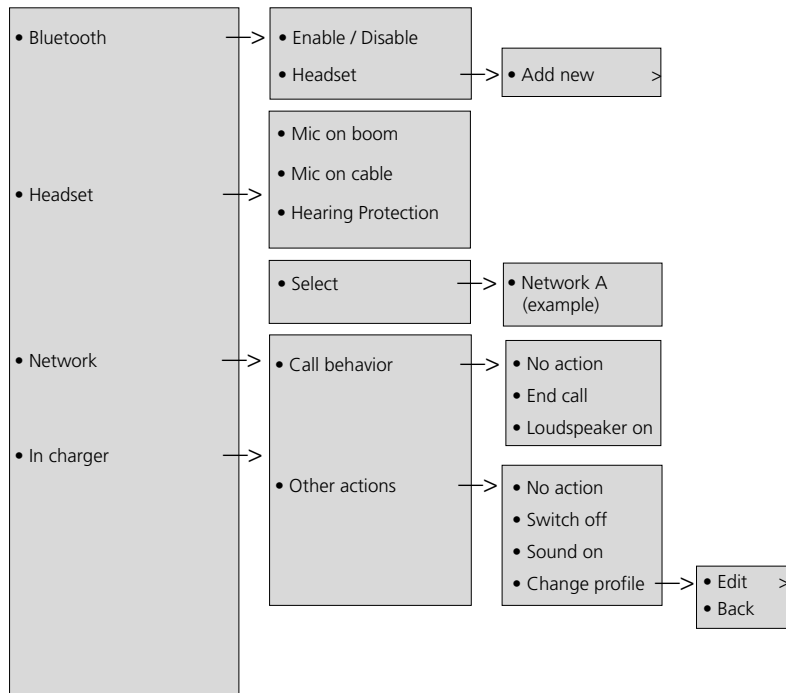 • Bluetooth
• Enable / Disable
• Headset
• Add new >
• Headset
• Mic on boom
• Mic on cable
• Hearing Protection
• Select
• Network A
(example)
• Network
• Call behavior
• No action
• End call
• Loudspeaker on
• In charger
• Other actions
• No action
• Switch off
• Sound on
• Change profile
• Edit >
• Back